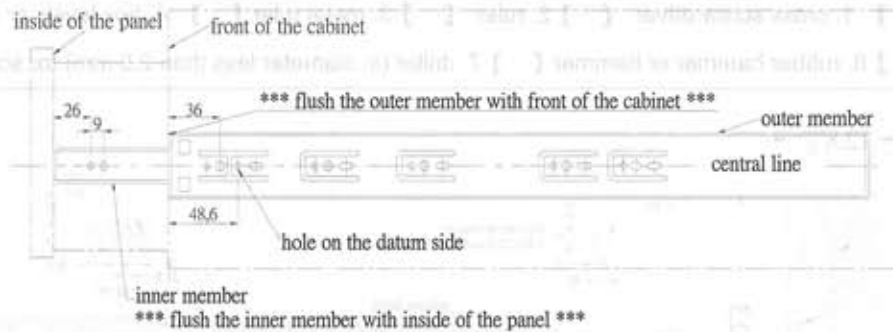 inside of the panel
front of the cabinet
*** flush the outer member with front of the cabinet ***
26
9
36
outer member
central line
48,6
hole on the datum side
inner member
*** flush the inner member with inside of the panel ***